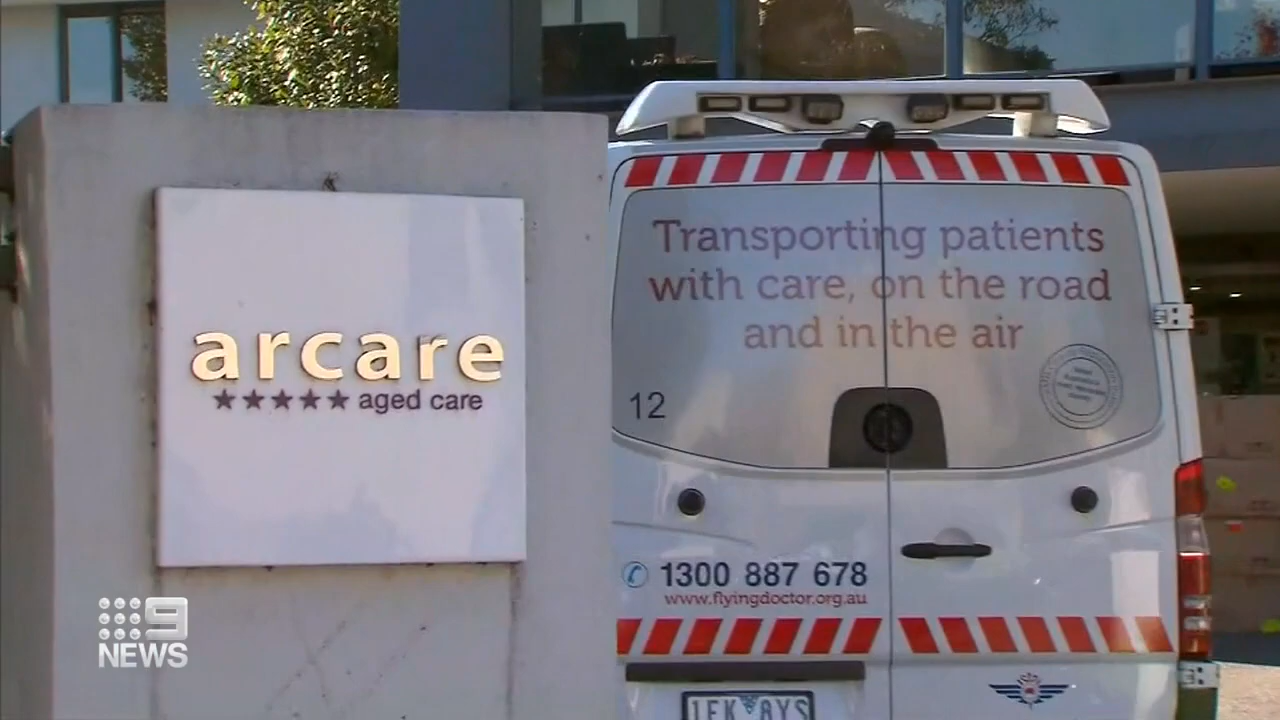 arcare
★★★★★ aged care
Transporting patients
with care, on the road
and in the air
12
1300 887 678
www.flyingdoctor.org.au
9
NEWS